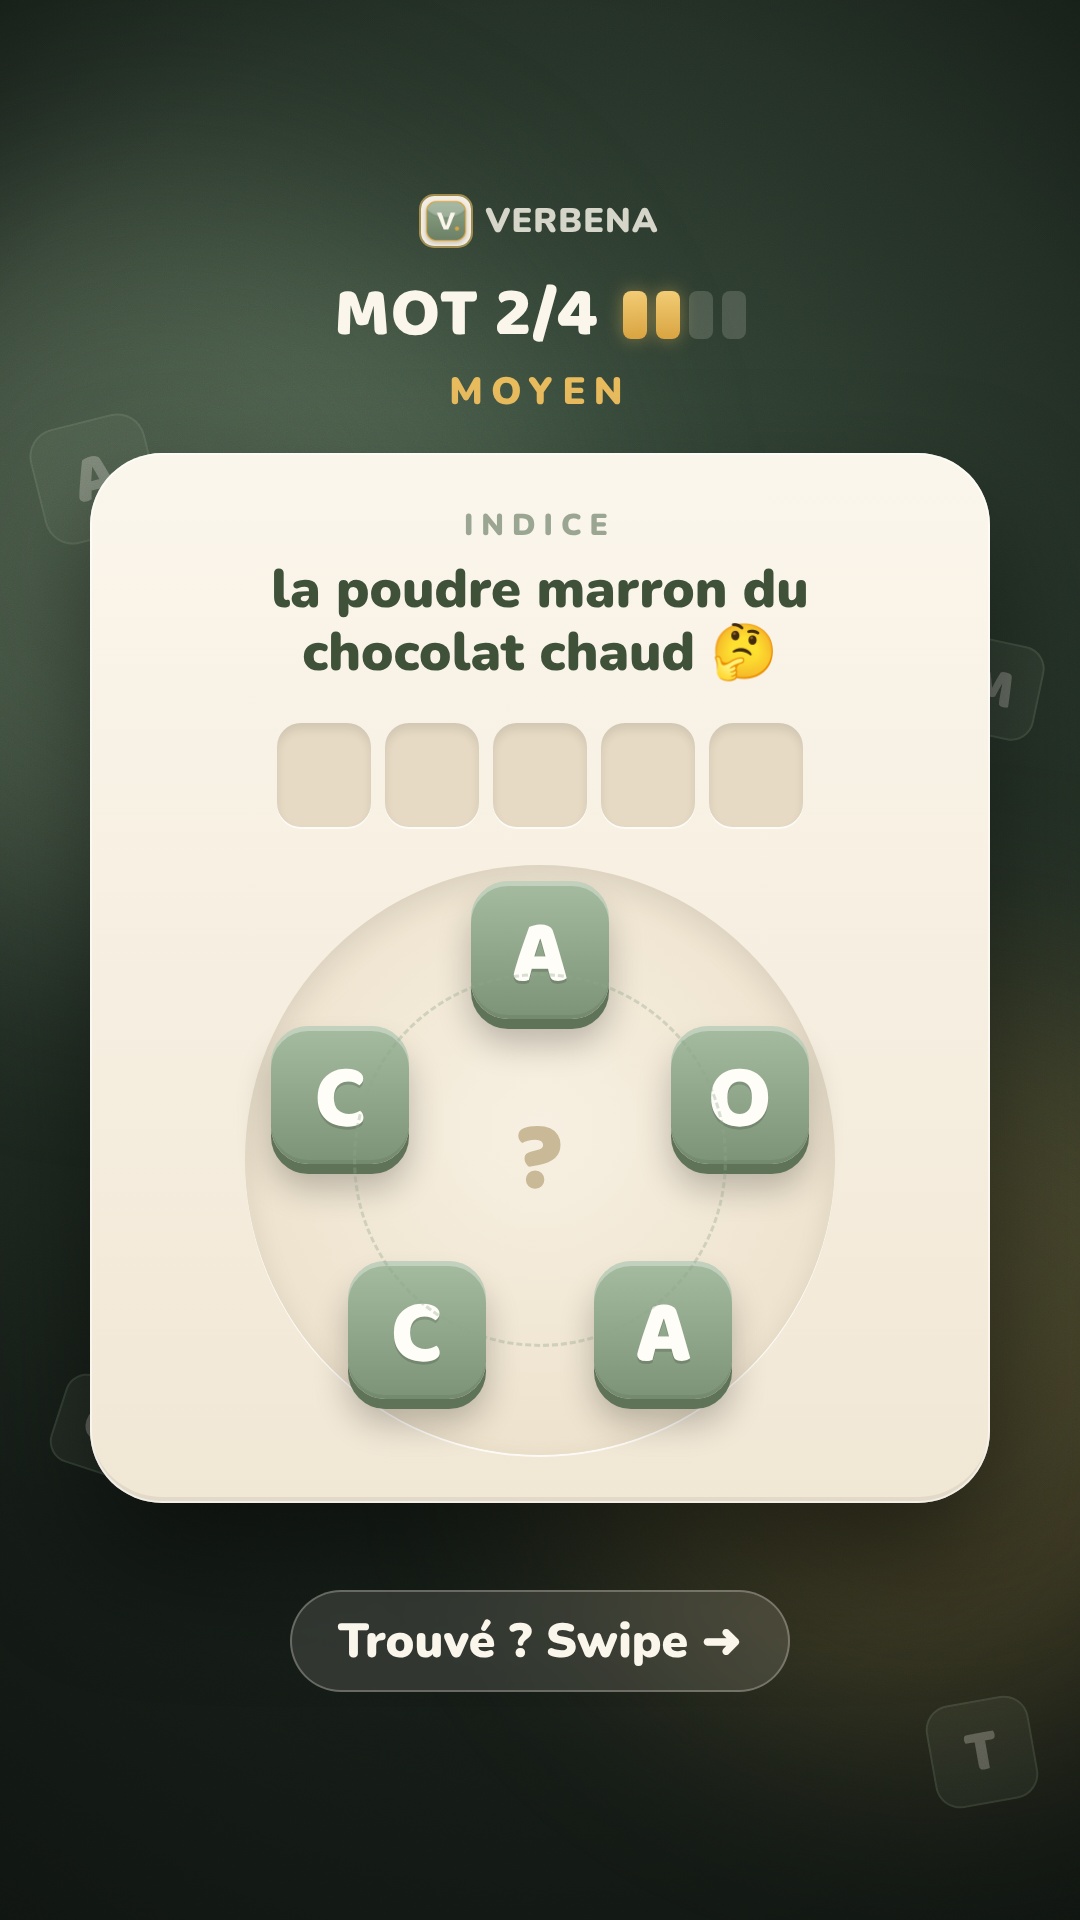 V. VERBENA
MOT 2/4
MOYEN
A
INDICE
la poudre marron du
chocolat chaud 🤔
M
A
C
O
?
C
A
Trouvé ? Swipe ➜
T